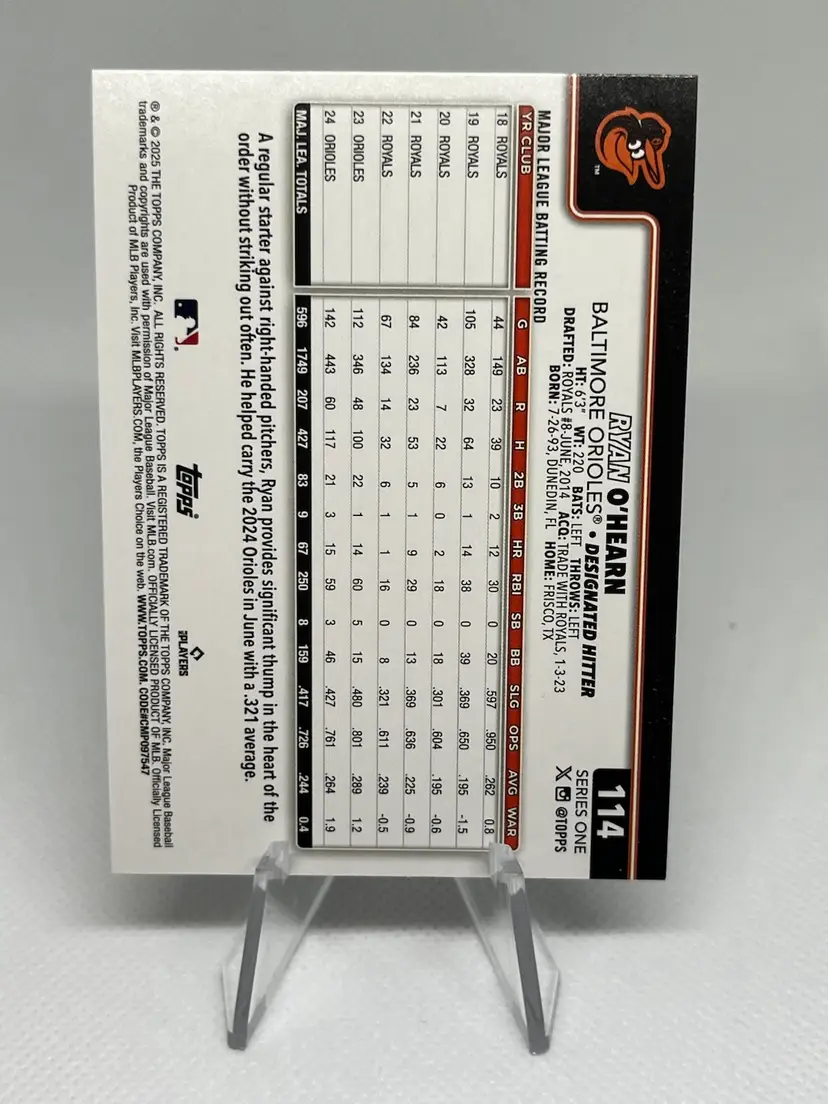 TM
RYAN O'HEARN
BALTIMORE ORIOLES® • DESIGNATED HITTER
HT: 6'3" WT: 220 BATS: LEFT THROWS: LEFT
DRAFTED: ROYALS #8-JUNE, 2014 ACQ: TRADE WITH ROYALS, 1-3-23
BORN: 7-26-93, DUNEDIN, FL HOME: FRISCO, TX
114
SERIES ONE
X @TOPPS
MAJOR LEAGUE BATTING RECORD
YR CLUB G AB R H 2B 3B HR RBI SB BB SLG OPS AVG WAR
18 ROYALS 44 149 23 39 10 2 12 30 0 20 .597 .950 .262 0.8
19 ROYALS 105 328 32 64 13 1 14 38 0 39 .369 .650 .195 -1.5
20 ROYALS 42 113 7 22 6 0 2 18 0 18 .301 .604 .195 -0.6
21 ROYALS 84 236 23 53 5 1 9 29 0 13 .369 .636 .225 -0.9
22 ROYALS 67 134 14 32 6 1 1 16 0 8 .321 .611 .239 -0.5
23 ORIOLES 112 346 48 100 22 1 14 60 5 15 .480 .801 .289 1.2
24 ORIOLES 142 443 60 117 21 3 15 59 3 46 .427 .761 .264 1.9
MAJ. LEA. TOTALS 596 1749 207 427 83 9 67 250 8 159 .417 .726 .244 0.4
A regular starter against right-handed pitchers, Ryan provides significant thump in the heart of the
order without striking out often. He helped carry the 2024 Orioles in June with a .321 average.
topps
PLAYERS
® & © 2025 THE TOPPS COMPANY, INC. ALL RIGHTS RESERVED. TOPPS IS A REGISTERED TRADEMARK OF THE TOPPS COMPANY, INC. Major League Baseball
trademarks and copyrights are used with permission of Major League Baseball. Visit MLB.com. OFFICIALLY LICENSED PRODUCT OF MLB. Officially Licensed
Product of MLB Players, Inc. Visit MLBPLAYERS.COM, the Players Choice on the web. WWW.TOPPS.COM. CODE#CMP097547